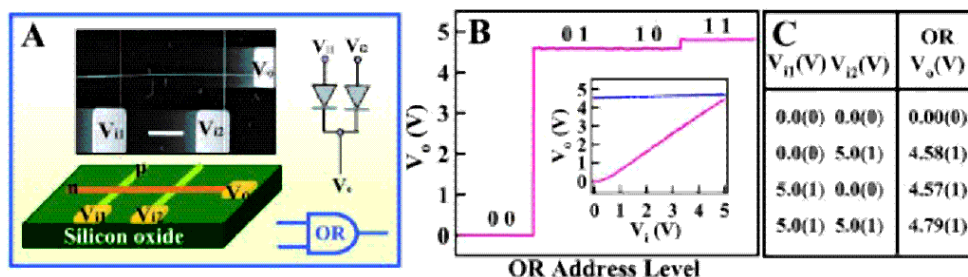 A
Vi1 Vi2
Vo
Vi1 Vi2
Vo
p
n
Vo
Vi1 Vi2
Silicon oxide
OR
B
5
4
3
2
1
0
Vo (V)
0 0
0 1
1 0
1 1
5
4
3
2
1
0
Vo (V)
0 1 2 3 4 5
Vi (V)
OR Address Level
C
OR
Vi1(V) Vi2(V) Vo(V)
0.0(0) 0.0(0) 0.00(0)
0.0(0) 5.0(1) 4.58(1)
5.0(1) 0.0(0) 4.57(1)
5.0(1) 5.0(1) 4.79(1)